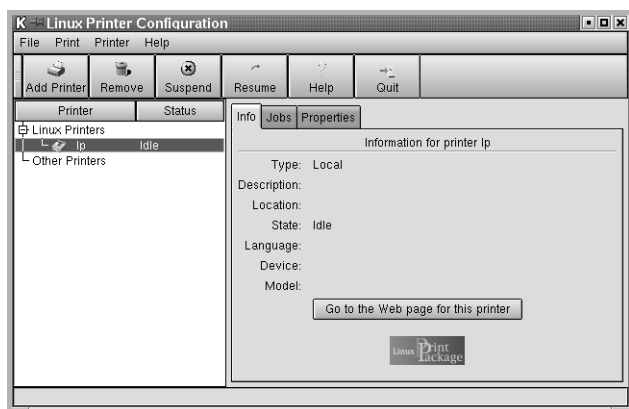 K Linux Printer Configuration
File Print Printer Help
Add Printer Remove Suspend Resume Help Quit
Printer Status
Linux Printers
lp Idle
Other Printers
Info Jobs Properties
Information for printer lp
Type: Local
Description:
Location:
State: Idle
Language:
Device:
Model:
Go to the Web page for this printer
Linux Print Package